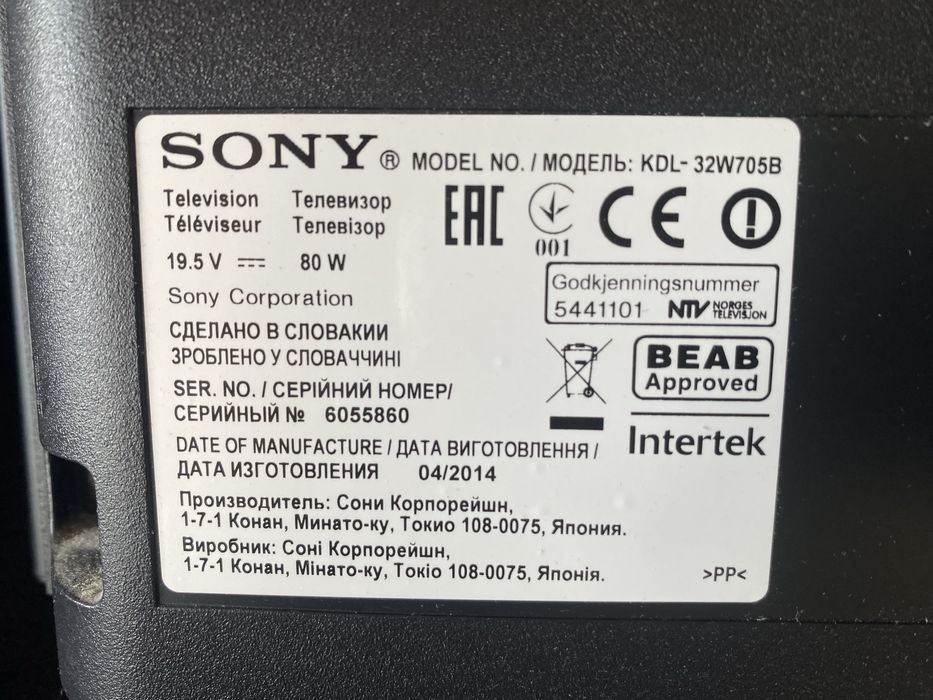 SONY® MODEL NO. / МОДЕЛЬ: KDL- 32W705B
Television Телевизор
Téléviseur Телевізор
19.5 V ⎓ 80 W
EAC
001
CE
Sony Corporation
Godkjenningsnummer
5441101 NTV NORGES TELEVISJON
СДЕЛАНО В СЛОВАКИИ
ЗРОБЛЕНО У СЛОВАЧЧИНІ
BEAB
Approved
Intertek
SER. NO. / СЕРІЙНИЙ НОМЕР/
СЕРИЙНЫЙ № 6055860
DATE OF MANUFACTURE / ДАТА ВИГОТОВЛЕННЯ /
ДАТА ИЗГОТОВЛЕНИЯ 04/2014
Производитель: Сони Корпорейшн,
1-7-1 Конан, Минато-ку, Токио 108-0075, Япония.
Виробник: Соні Корпорейшн,
1-7-1 Конан, Мінато-ку, Токіо 108-0075, Японія.
>PP<